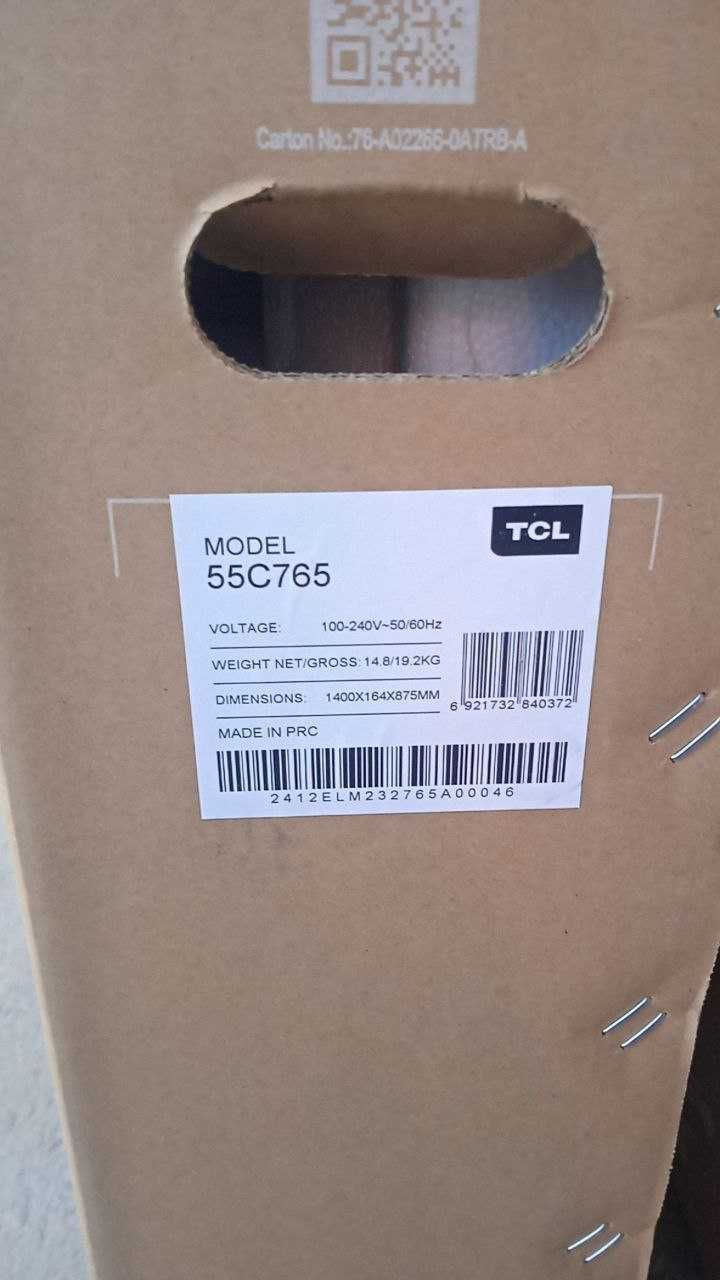 Carton No.:76-A02266-0ATRB-A
TCL
MODEL
55C765
VOLTAGE: 100-240V~50/60Hz
WEIGHT NET/GROSS: 14.8/19.2KG
DIMENSIONS: 1400X164X875MM
6 921732 840372
MADE IN PRC
2412ELM232765A00046